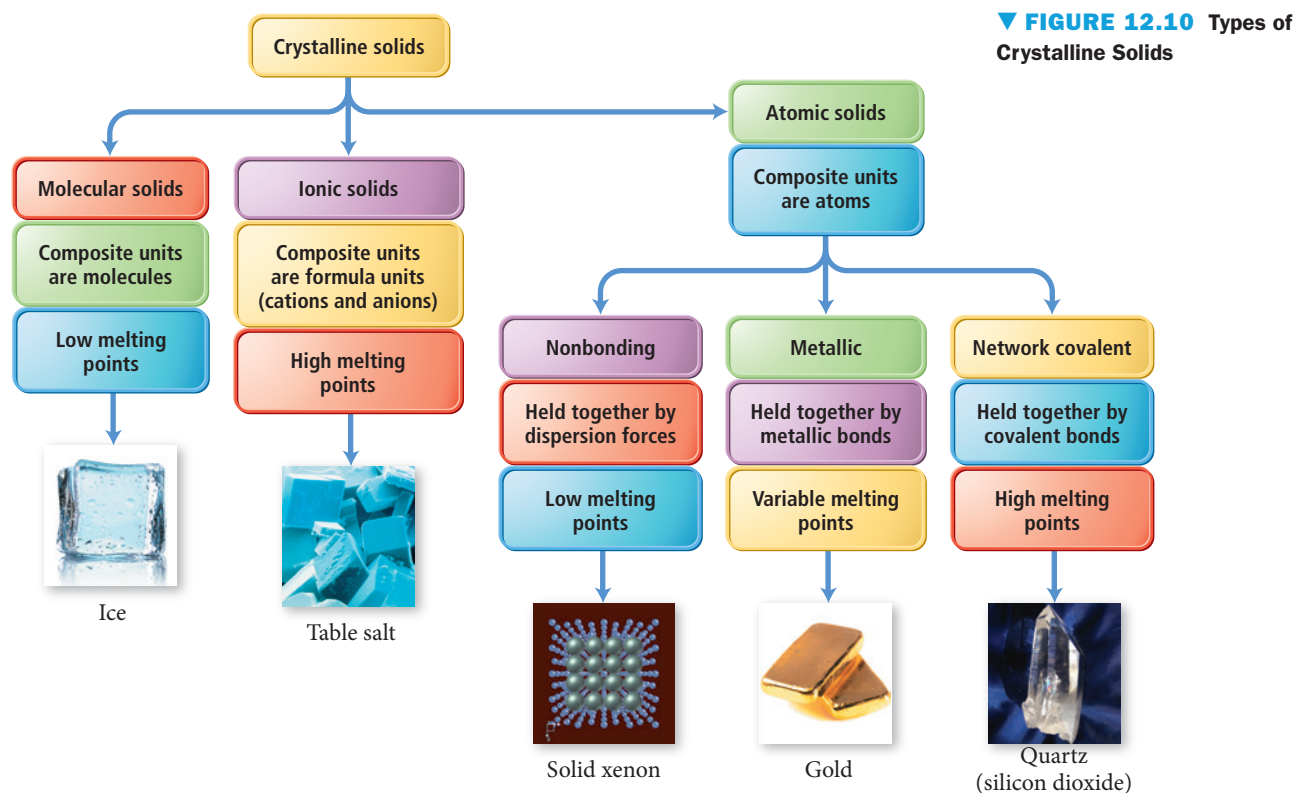 ▼ FIGURE 12.10 Types of
Crystalline Solids
Crystalline solids
Molecular solids
Composite units
are molecules
Low melting
points
Ice
Ionic solids
Composite units
are formula units
(cations and anions)
High melting
points
Table salt
Atomic solids
Composite units
are atoms
Nonbonding
Held together by
dispersion forces
Low melting
points
Solid xenon
Metallic
Held together by
metallic bonds
Variable melting
points
Gold
Network covalent
Held together by
covalent bonds
High melting
points
Quartz
(silicon dioxide)